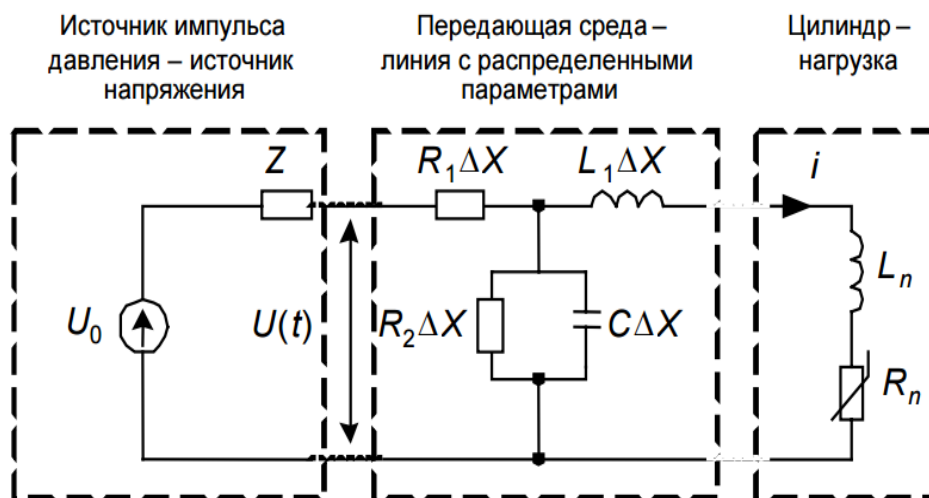 Источник импульса
давления – источник
напряжения
Передающая среда –
линия с распределенными
параметрами
Цилиндр –
нагрузка
Z
R₁ΔX
L₁ΔX
i
U₀
U(t)
R₂ΔX
CΔX
Lₙ
Rₙ